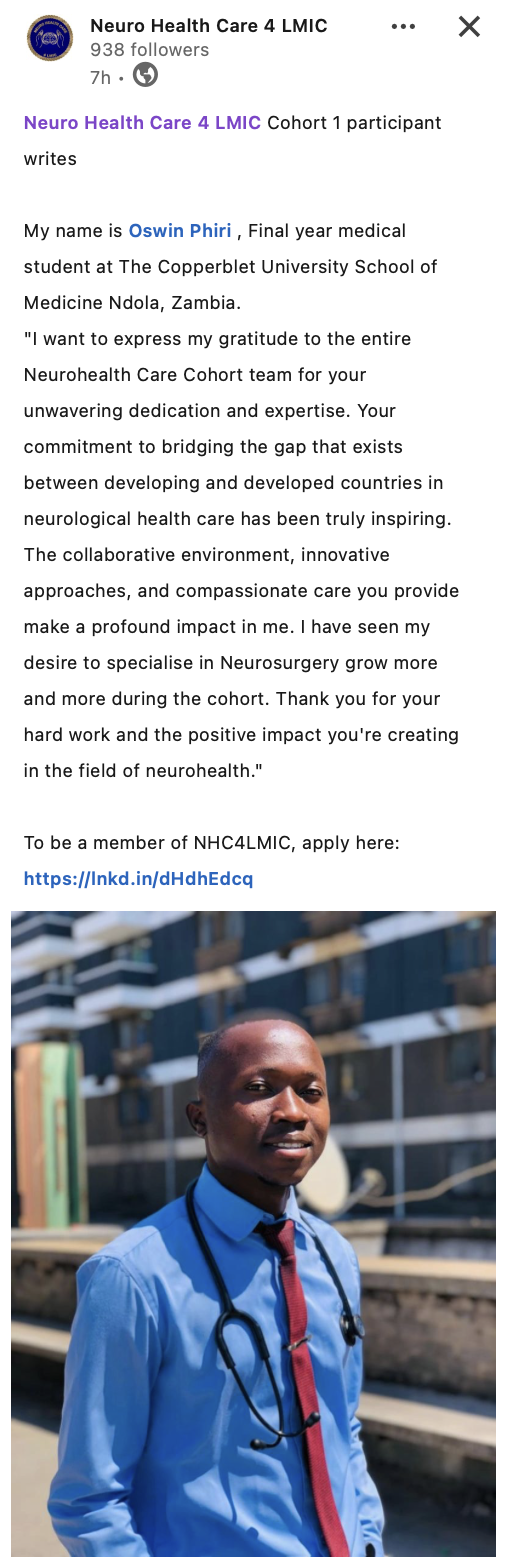 Neuro Health Care 4 LMIC
938 followers
7h •
Neuro Health Care 4 LMIC Cohort 1 participant
writes
My name is Oswin Phiri , Final year medical
student at The Copperblet University School of
Medicine Ndola, Zambia.
"I want to express my gratitude to the entire
Neurohealth Care Cohort team for your
unwavering dedication and expertise. Your
commitment to bridging the gap that exists
between developing and developed countries in
neurological health care has been truly inspiring.
The collaborative environment, innovative
approaches, and compassionate care you provide
make a profound impact in me. I have seen my
desire to specialise in Neurosurgery grow more
and more during the cohort. Thank you for your
hard work and the positive impact you're creating
in the field of neurohealth."
To be a member of NHC4LMIC, apply here:
https://lnkd.in/dHdhEdcq